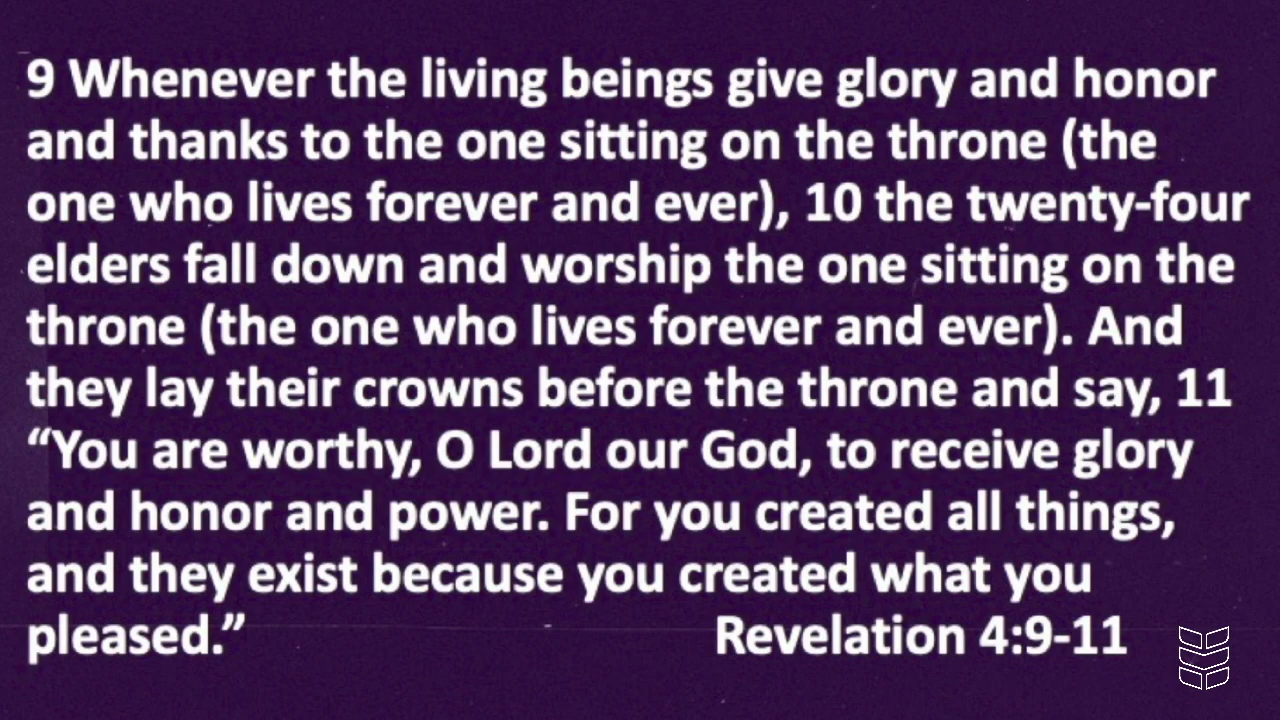 9 Whenever the living beings give glory and honor
and thanks to the one sitting on the throne (the
one who lives forever and ever), 10 the twenty-four
elders fall down and worship the one sitting on the
throne (the one who lives forever and ever). And
they lay their crowns before the throne and say, 11
“You are worthy, O Lord our God, to receive glory
and honor and power. For you created all things,
and they exist because you created what you
pleased.” Revelation 4:9-11